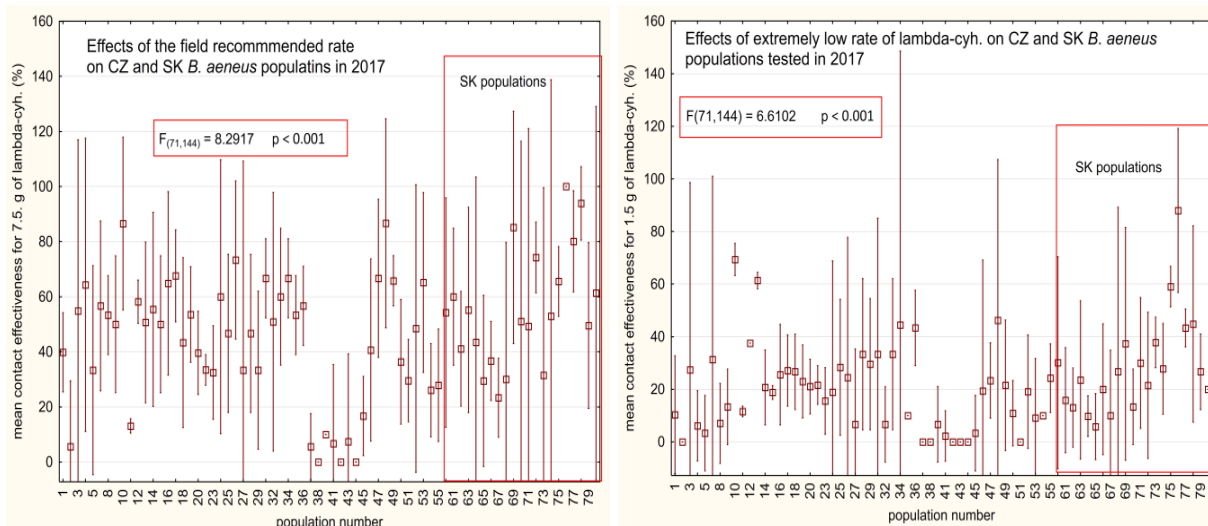 Effects of the field recommmended rate
on CZ and SK B. aeneus populatins in 2017
SK populations
F(71,144) = 8.2917 p < 0.001
mean contact effectiveness for 7.5. g of lambda-cyh. (%)
160
140
120
100
80
60
40
20
0
1 3 5 8 10 12 14 16 18 20 23 25 27 29 32 34 36 38 41 43 45 47 49 51 53 55 61 63 65 67 69 71 73 75 77 79
population number
Effects of extremely low rate of lambda-cyh. on CZ and SK B. aeneus
populations tested in 2017
F(71,144) = 6.6102 p < 0.001
SK populations
mean contact effectiveness for 1.5 g of lambda-cyh. (%)
160
140
120
100
80
60
40
20
0
1 3 5 8 10 12 14 16 18 20 23 25 27 29 32 34 36 38 41 43 45 47 49 51 53 55 61 63 65 67 69 71 73 75 77 79
population number